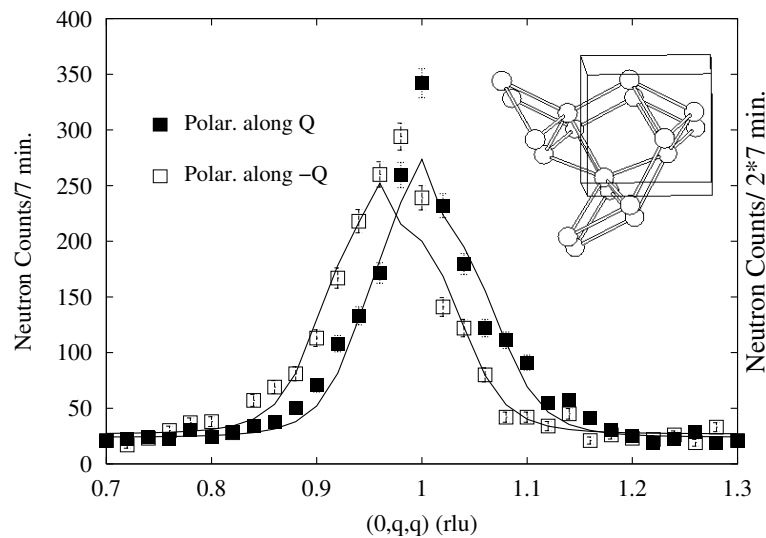 400
350
300
250
200
150
100
50
0
Neutron Counts/7 min.
Polar. along Q
Polar. along −Q
Neutron Counts/ 2*7 min.
0.7 0.8 0.9 1 1.1 1.2 1.3
(0,q,q) (rlu)